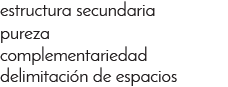 estructura secundaria
pureza
complementariedad
delimitación de espacios